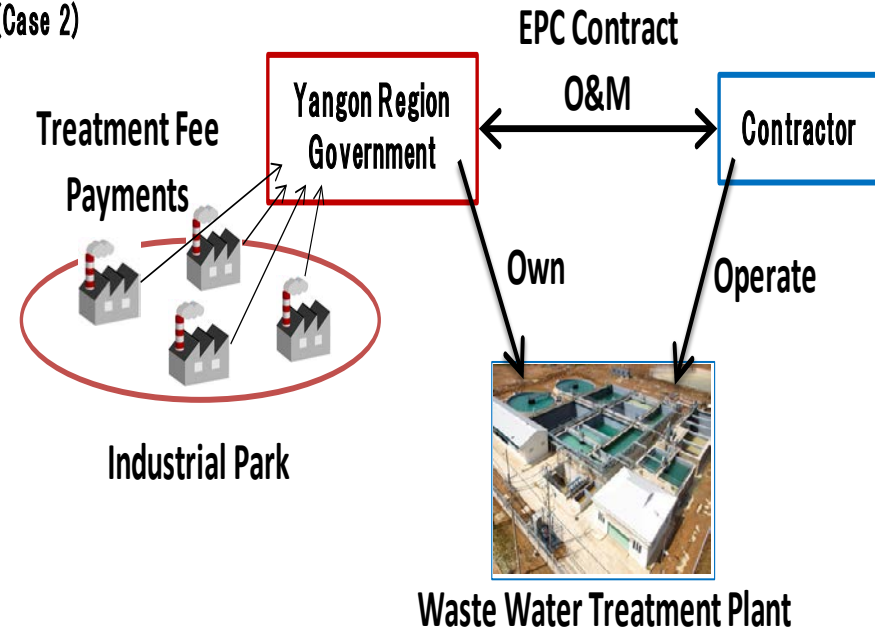 (Case 2)
EPC Contract
O&M
Yangon Region
Government
Contractor
Treatment Fee
Payments
Own
Operate
Industrial Park
Waste Water Treatment Plant